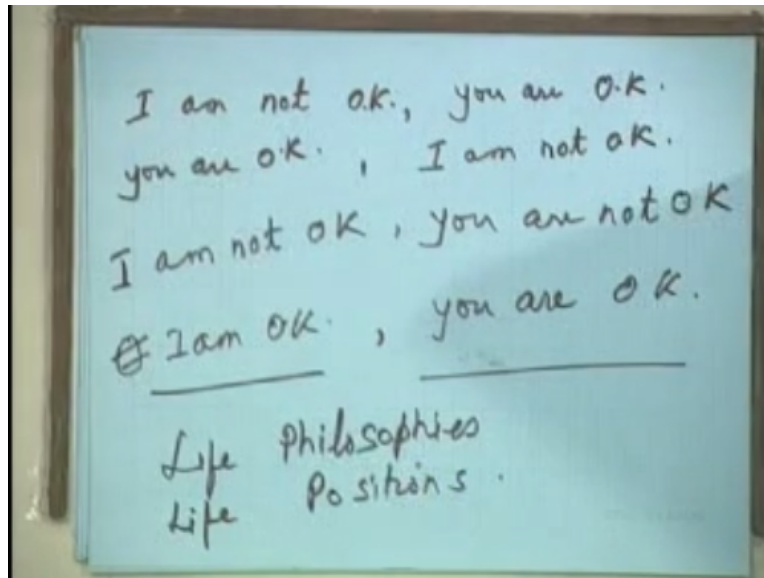 I am not o.k., you are O.K.
you are O.K. , I am not oK.
I am not OK , you are not OK
I am OK. , you are OK.
Life Philosophies
Life Positions.